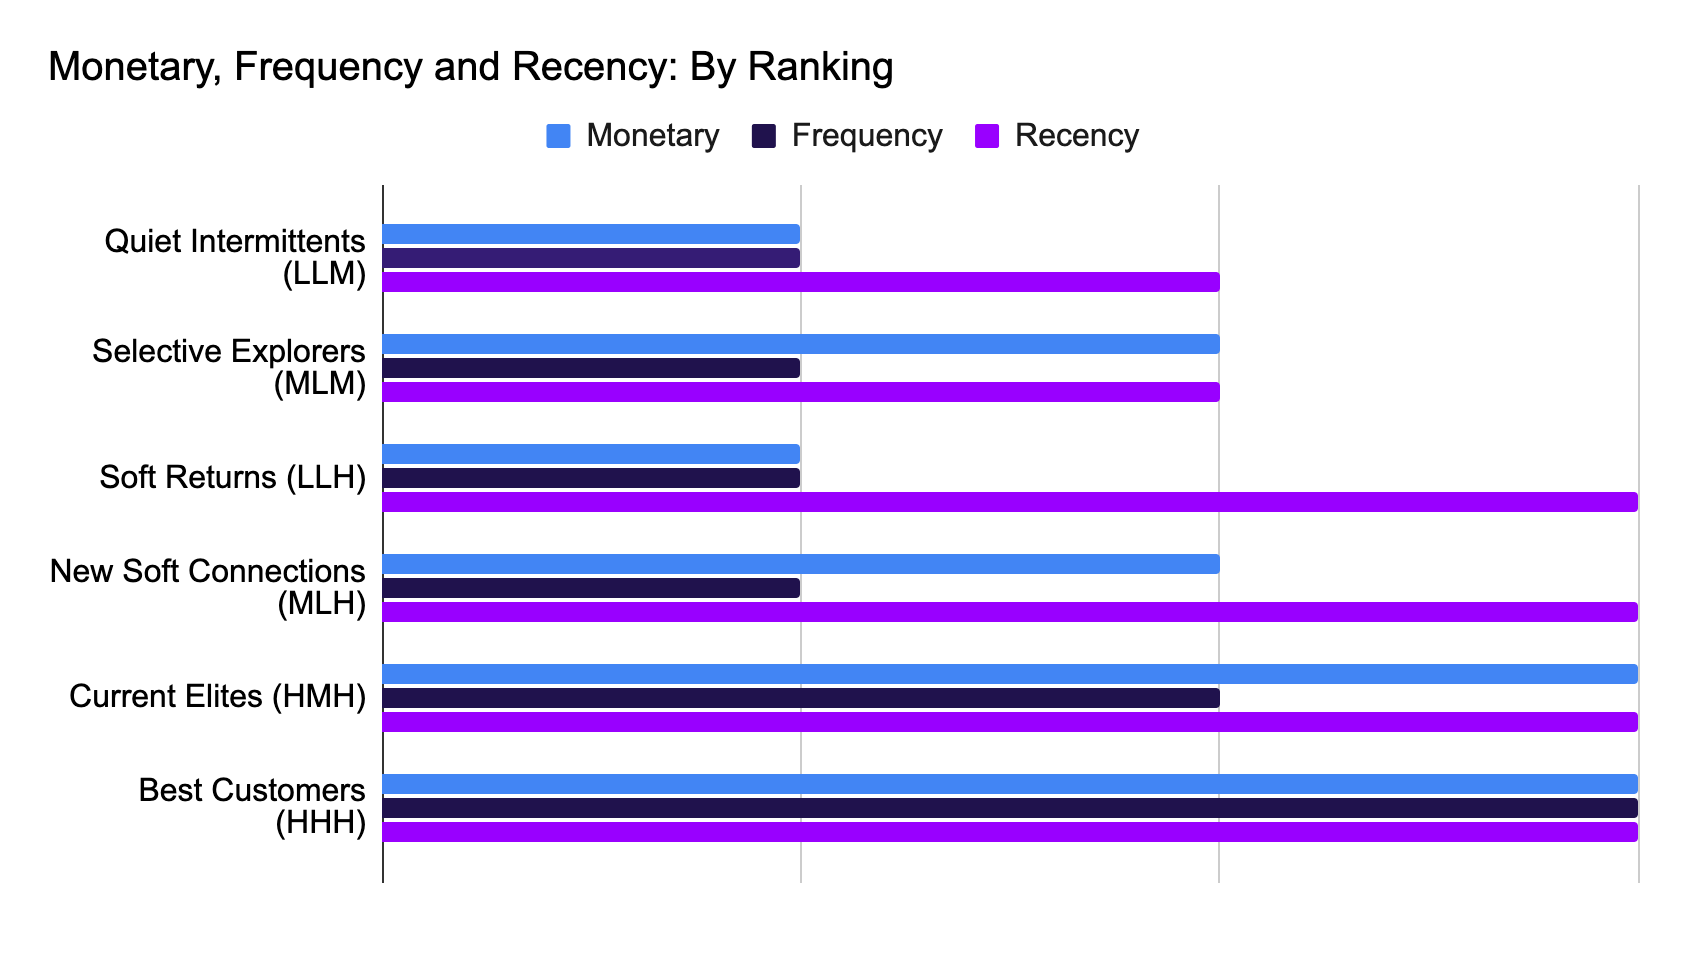 Monetary, Frequency and Recency: By Ranking
Monetary Frequency Recency
Quiet Intermittents
(LLM)
Selective Explorers
(MLM)
Soft Returns (LLH)
New Soft Connections
(MLH)
Current Elites (HMH)
Best Customers
(HHH)